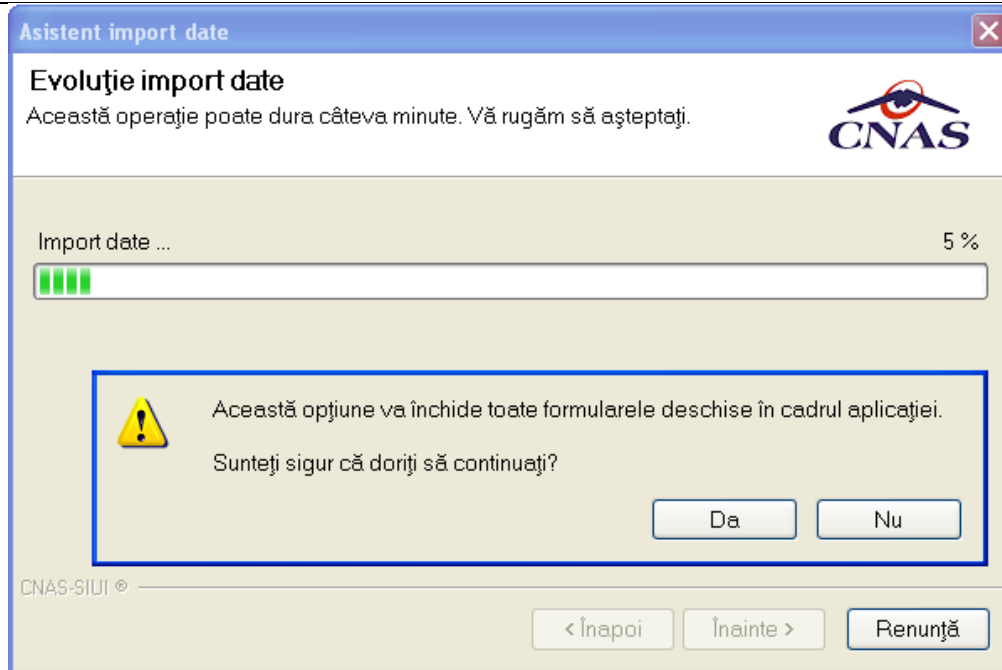 Asistent import date
Evoluţie import date
Această operaţie poate dura câteva minute. Vă rugăm să aşteptaţi.
CNAS
Import date ...
5 %
Această opţiune va închide toate formularele deschise în cadrul aplicaţiei.
Sunteţi sigur că doriţi să continuaţi?
Da
Nu
CNAS-SIUI ®
< Înapoi
Înainte >
Renunţă